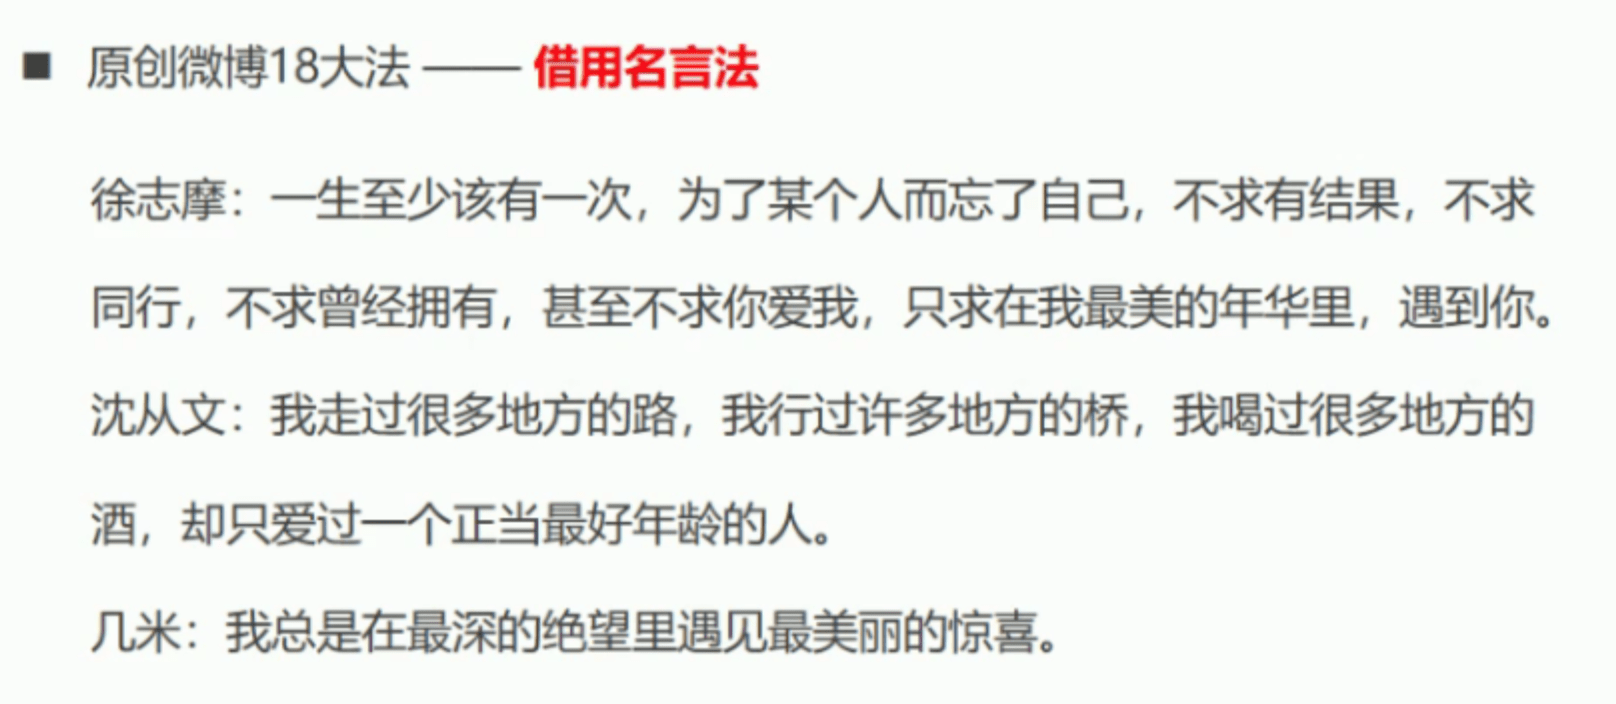 ■ 原创微博18大法 —— 借用名言法
徐志摩：一生至少该有一次，为了某个人而忘了自己，不求有结果，不求
同行，不求曾经拥有，甚至不求你爱我，只求在我最美的年华里，遇到你。
沈从文：我走过很多地方的路，我行过许多地方的桥，我喝过很多地方的
酒，却只爱过一个正当最好年龄的人。
几米：我总是在最深的绝望里遇见最美丽的惊喜。